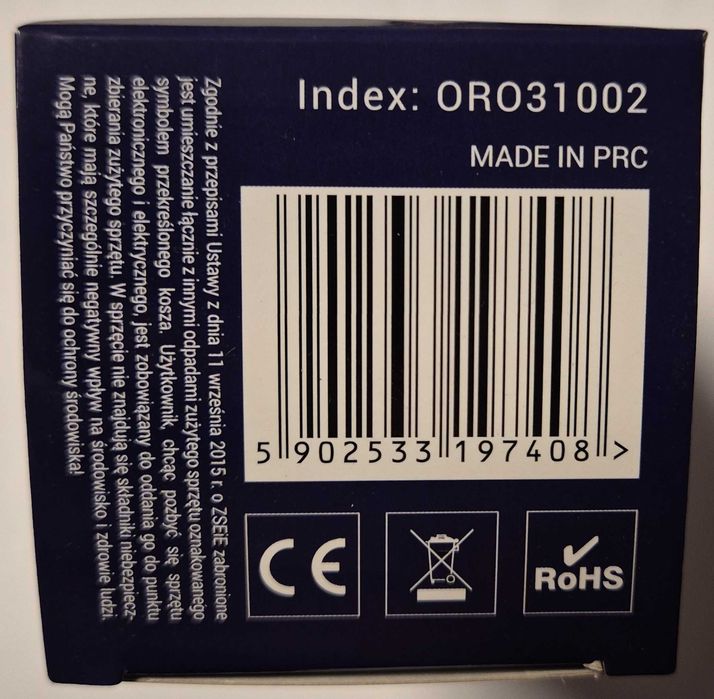 Index: ORO31002
MADE IN PRC
5 902533 197408 >
CE
RoHS
Zgodnie z przepisami Ustawy z dnia 11 września 2015 r. o ZSEiE zabronione
jest umieszczanie łącznie z innymi odpadami zużytego sprzętu oznakowanego
symbolem przekreślonego kosza. Użytkownik, chcąc pozbyć się sprzętu
elektronicznego i elektrycznego, jest zobowiązany do oddania go do punktu
zbierania zużytego sprzętu. W sprzęcie nie znajdują się składniki niebezpiecz-
ne, które mają szczególnie negatywny wpływ na środowisko i zdrowie ludzi.
Mogą Państwo przyczyniać się do ochrony środowiska!